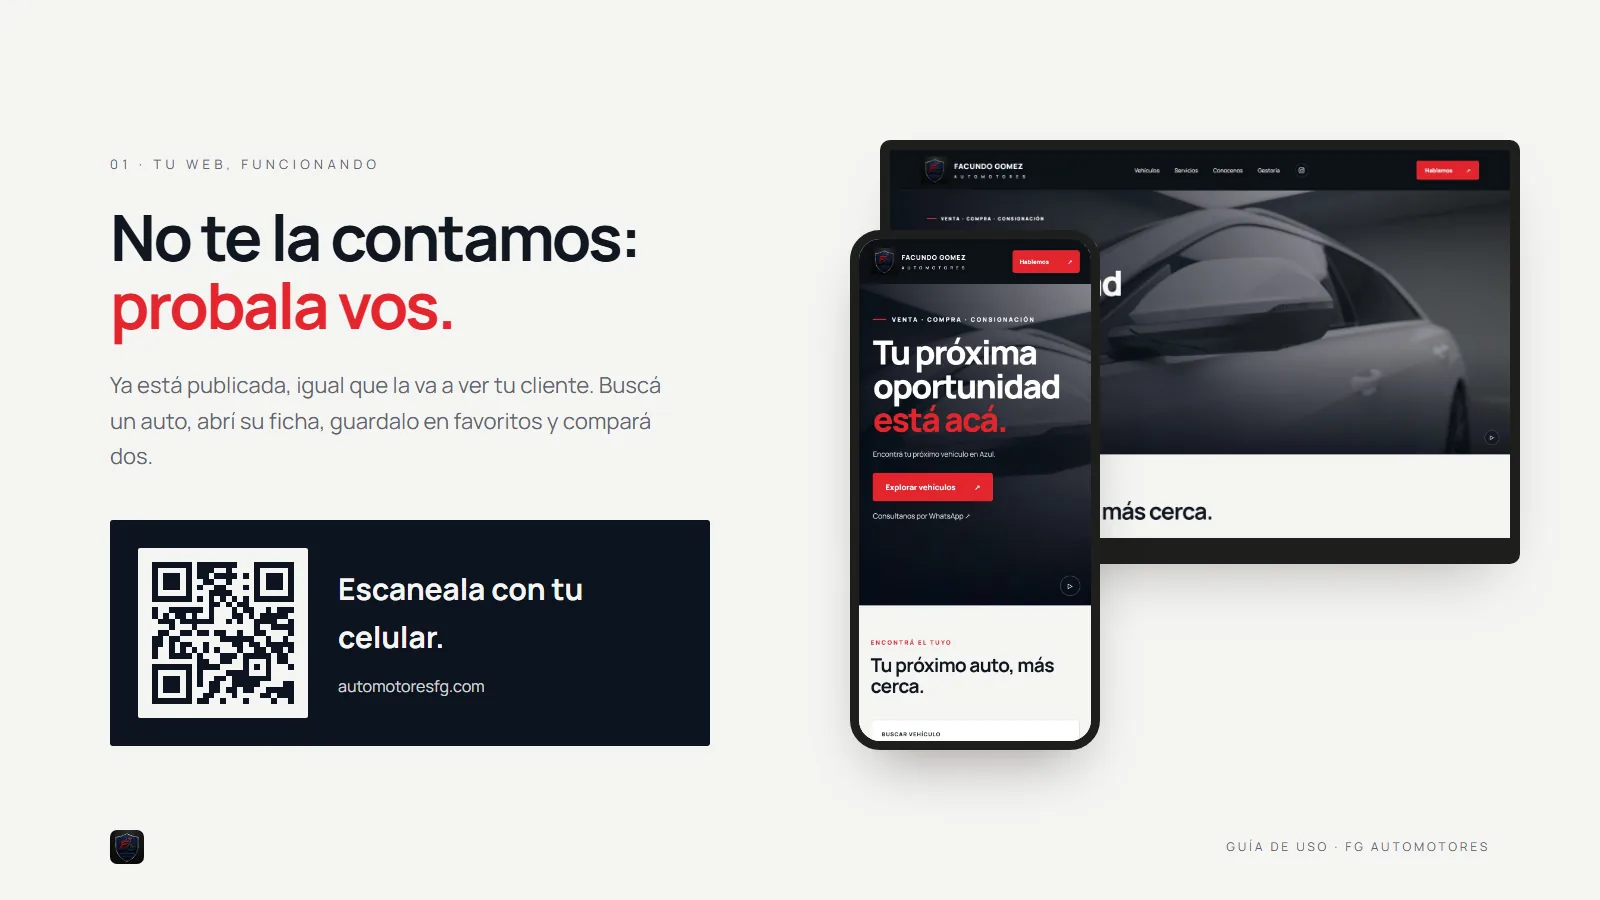 01 · TU WEB, FUNCIONANDO
No te la contamos:
probala vos.
Ya está publicada, igual que la va a ver tu cliente. Buscá
un auto, abrí su ficha, guardalo en favoritos y compará
dos.
Escaneala con tu
celular.
automotoresfg.com
FACUNDO GOMEZ
AUTOMOTORES
Vehículos Servicios Conocenos Gestoría
Hablemos ↗
VENTA · COMPRA · CONSIGNACIÓN
d
más cerca.
FACUNDO GOMEZ
AUTOMOTORES
Hablemos ↗
VENTA · COMPRA · CONSIGNACIÓN
Tu próxima
oportunidad
está acá.
Encontrá tu próximo vehículo en Azul.
Explorar vehículos ↗
Consultanos por WhatsApp ↗
ENCONTRÁ EL TUYO
Tu próximo auto, más
cerca.
BUSCAR VEHÍCULO
GUÍA DE USO · FG AUTOMOTORES